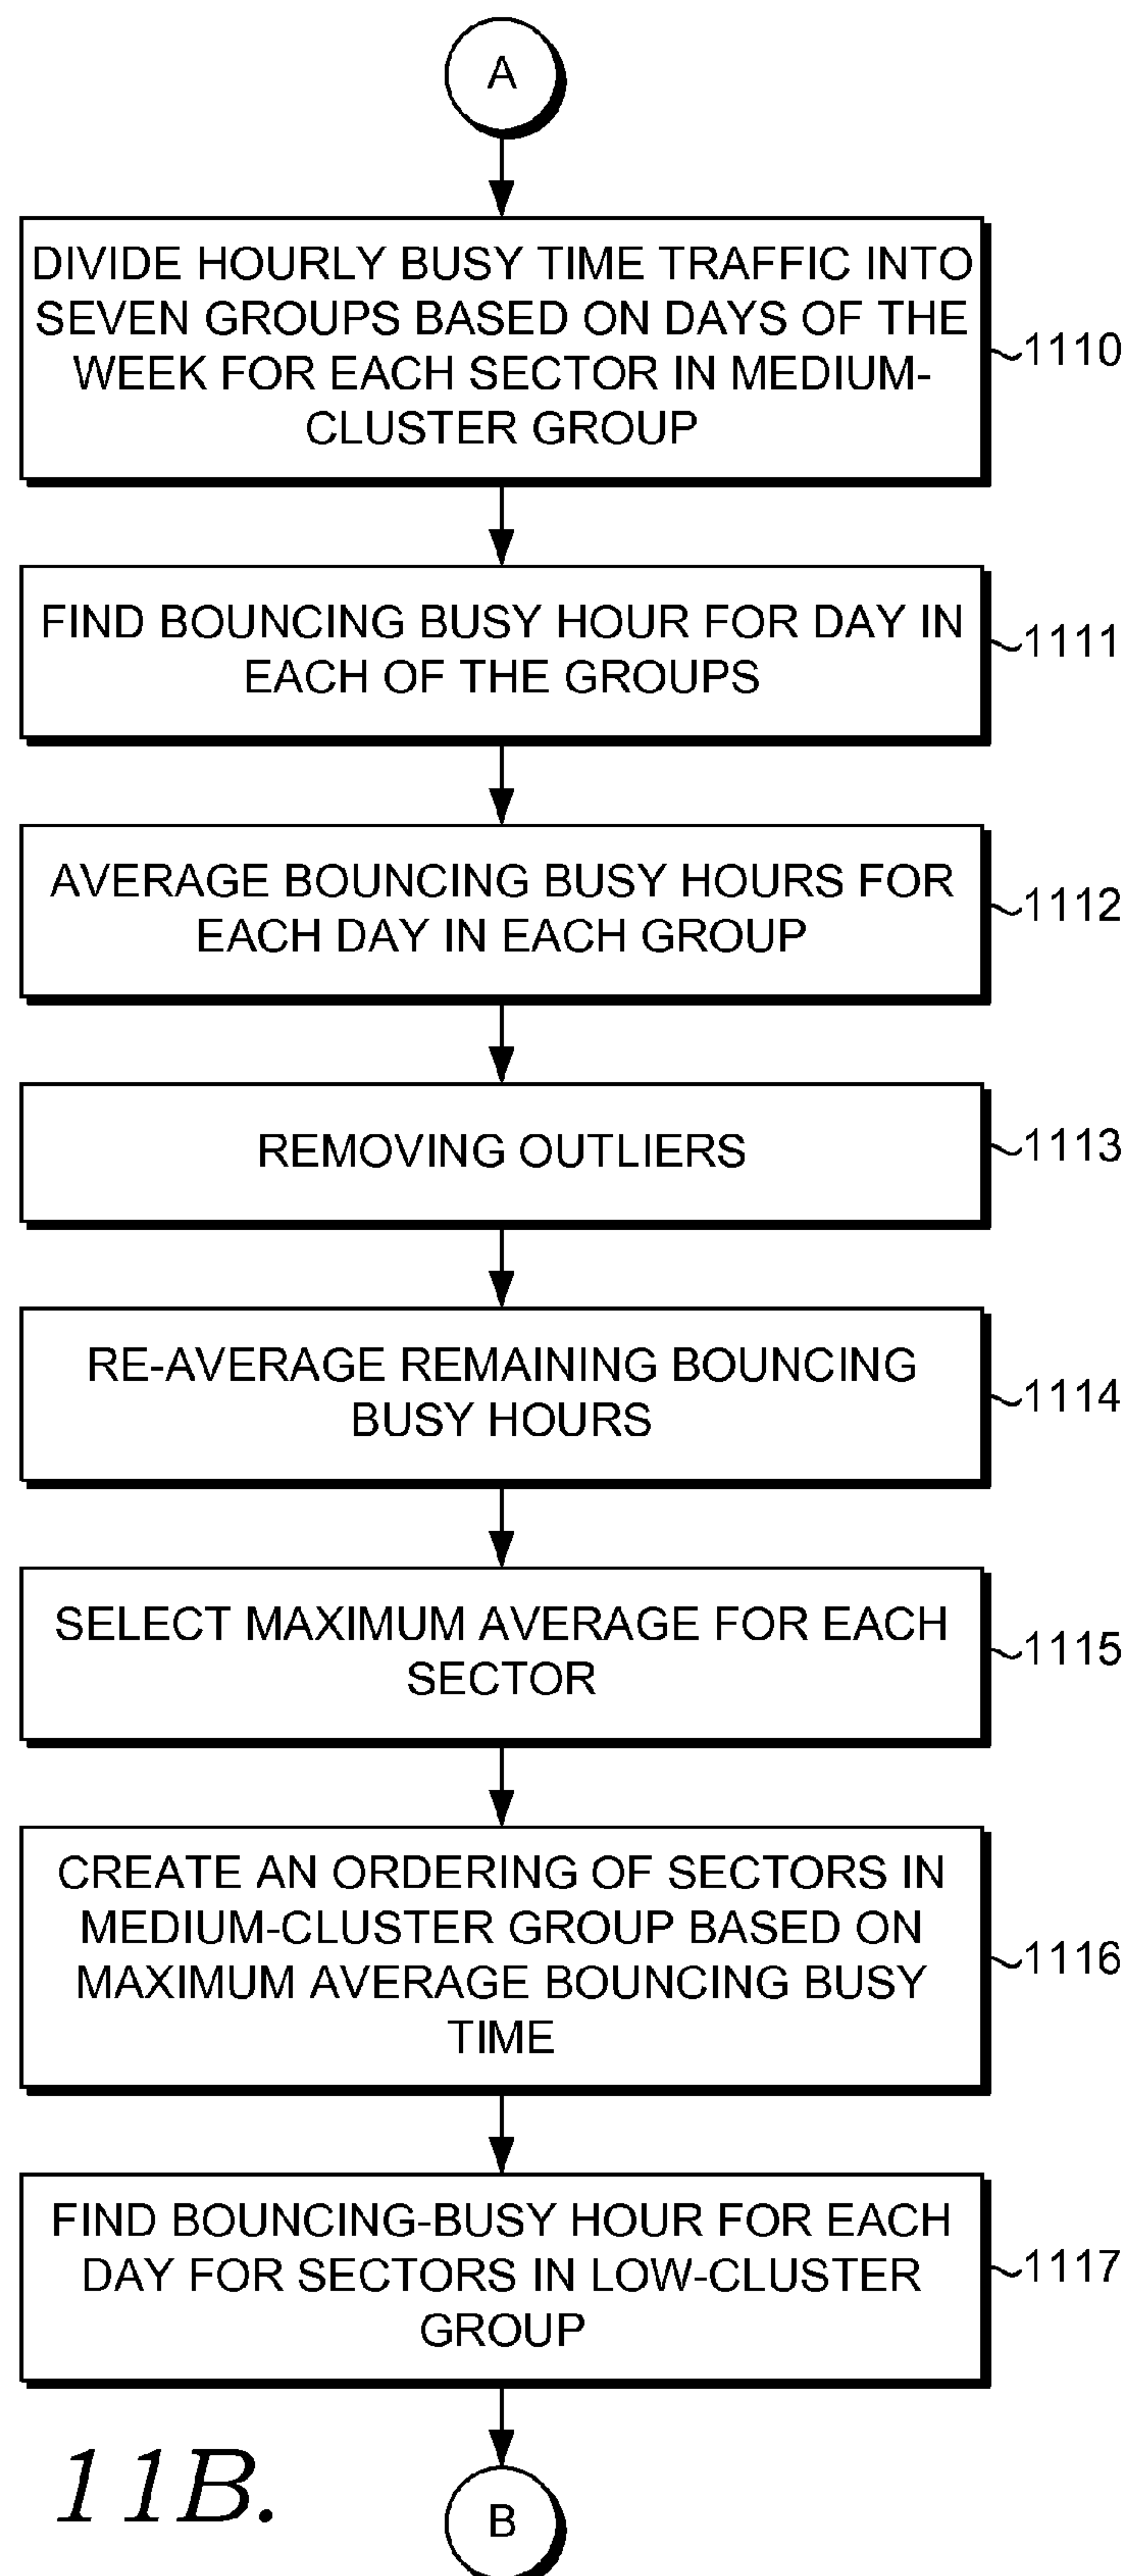 A
DIVIDE HOURLY BUSY TIME TRAFFIC INTO
SEVEN GROUPS BASED ON DAYS OF THE
WEEK FOR EACH SECTOR IN MEDIUM-
CLUSTER GROUP
1110
FIND BOUNCING BUSY HOUR FOR DAY IN
EACH OF THE GROUPS
1111
AVERAGE BOUNCING BUSY HOURS FOR
EACH DAY IN EACH GROUP
1112
REMOVING OUTLIERS
1113
RE-AVERAGE REMAINING BOUNCING
BUSY HOURS
1114
SELECT MAXIMUM AVERAGE FOR EACH
SECTOR
1115
CREATE AN ORDERING OF SECTORS IN
MEDIUM-CLUSTER GROUP BASED ON
MAXIMUM AVERAGE BOUNCING BUSY
TIME
1116
FIND BOUNCING-BUSY HOUR FOR EACH
DAY FOR SECTORS IN LOW-CLUSTER
GROUP
1117
11B.
B